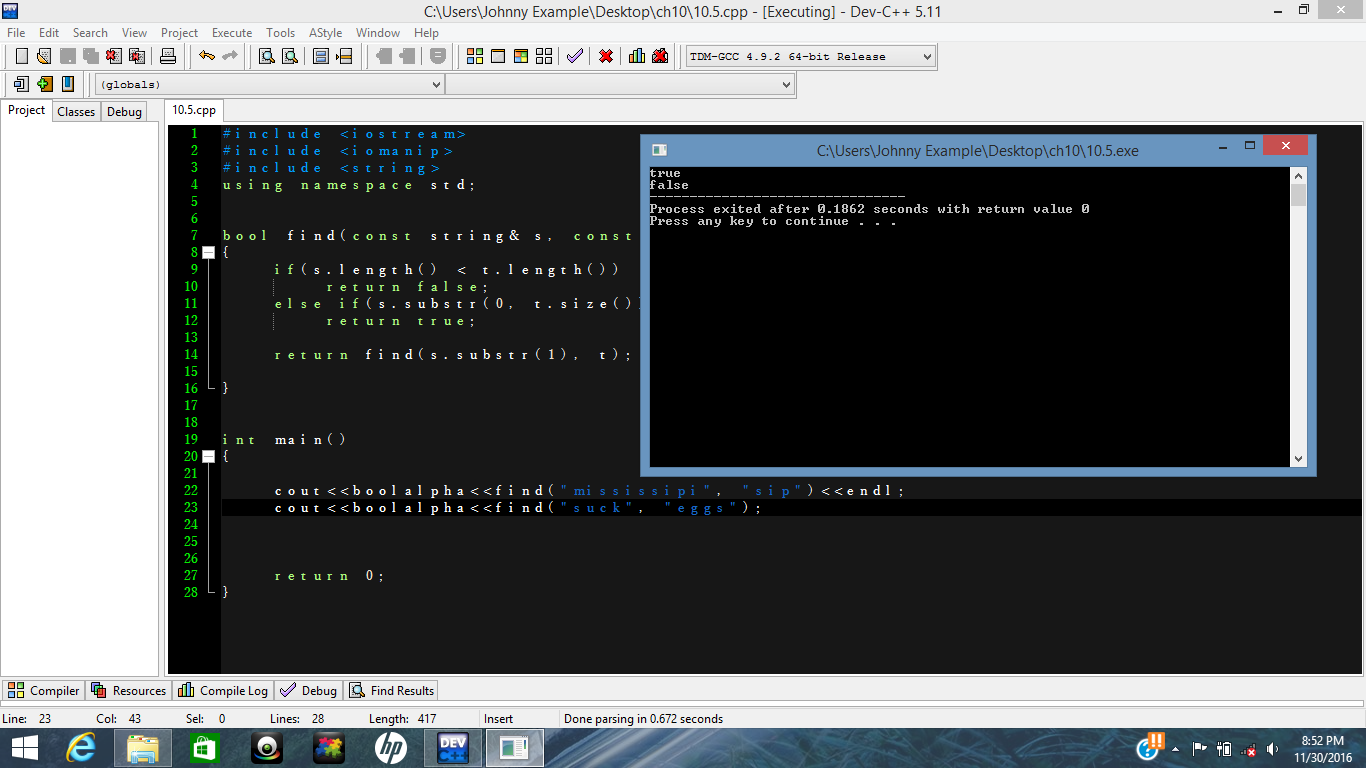 C:\Users\Johnny Example\Desktop\ch10\10.5.cpp - [Executing] - Dev-C++ 5.11
File Edit Search View Project Execute Tools AStyle Window Help
TDM-GCC 4.9.2 64-bit Release
(globals)
Project Classes Debug
10.5.cpp
1 #include <iostream>
2 #include <iomanip>
3 #include <string>
4 using namespace std;
5
6
7 bool find(const string& s, const
8 {
9 if(s.length() < t.length())
10 return false;
11 else if(s.substr(0, t.size()
12 return true;
13
14 return find(s.substr(1), t);
15
16 }
17
18
19 int main()
20 {
21
22 cout<<boolalpha<<find("mississipi", "sip")<<endl;
23 cout<<boolalpha<<find("suck", "eggs");
24
25
26
27 return 0;
28 }
C:\Users\Johnny Example\Desktop\ch10\10.5.exe
true
false
--------------------------------
Process exited after 0.1862 seconds with return value 0
Press any key to continue . . .
Compiler Resources Compile Log Debug Find Results
Line: 23 Col: 43 Sel: 0 Lines: 28 Length: 417 Insert Done parsing in 0.672 seconds
hp
DEV
C++
8:52 PM
11/30/2016